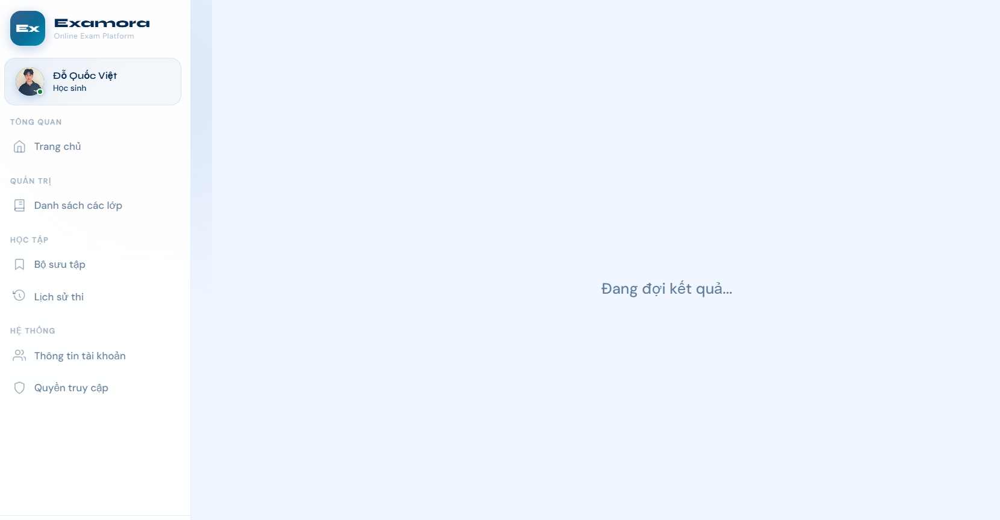 Ex
Examora
Online Exam Platform
Đỗ Quốc Việt
Học sinh
TỔNG QUAN
Trang chủ
QUẢN TRỊ
Danh sách các lớp
HỌC TẬP
Bộ sưu tập
Lịch sử thi
HỆ THỐNG
Thông tin tài khoản
Quyền truy cập
Đang đợi kết quả...